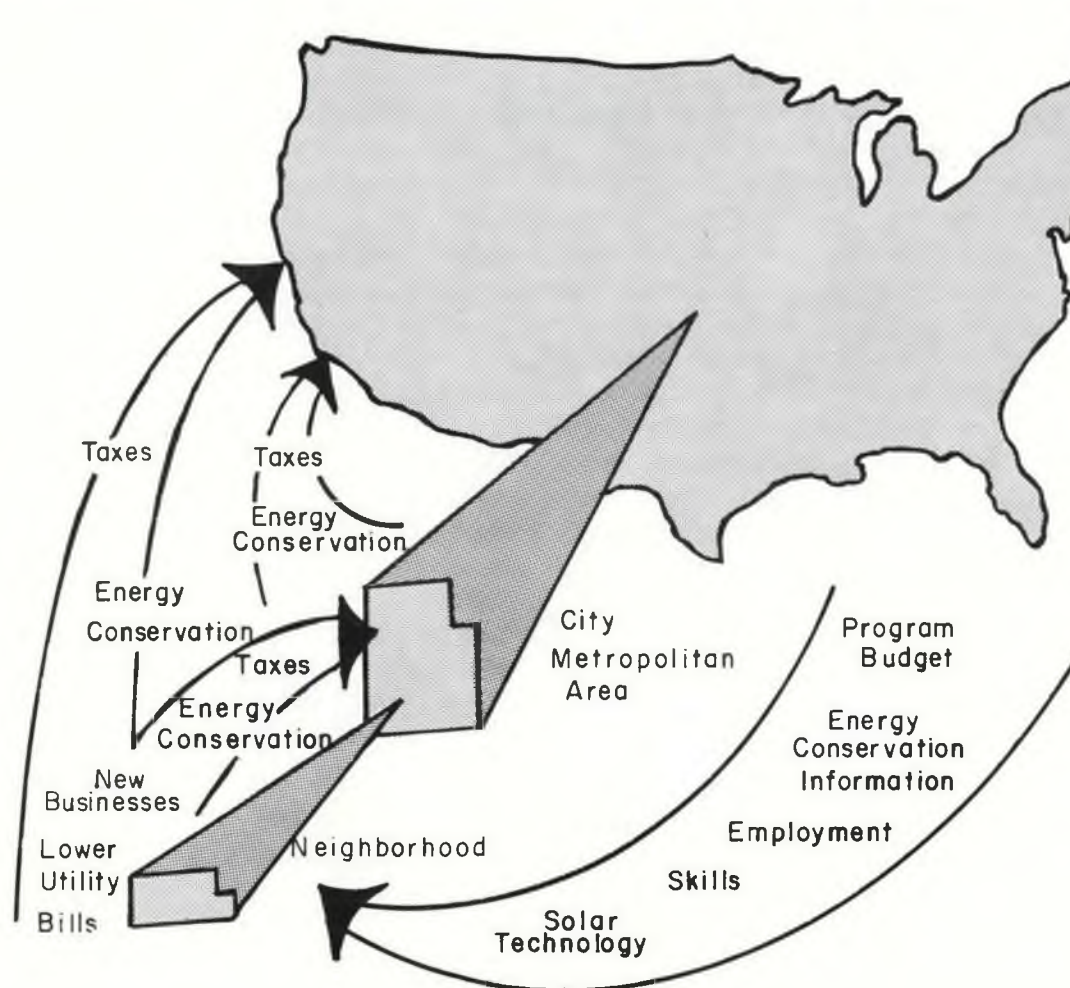 Taxes
Taxes
Energy
Conservation
Energy
Conservation
Taxes
Energy
Conservation
New
Businesses
Lower
Utility
Bills
Neighborhood
City
Metropolitan
Area
Program
Budget
Energy
Conservation
Information
Employment
Skills
Solar
Technology